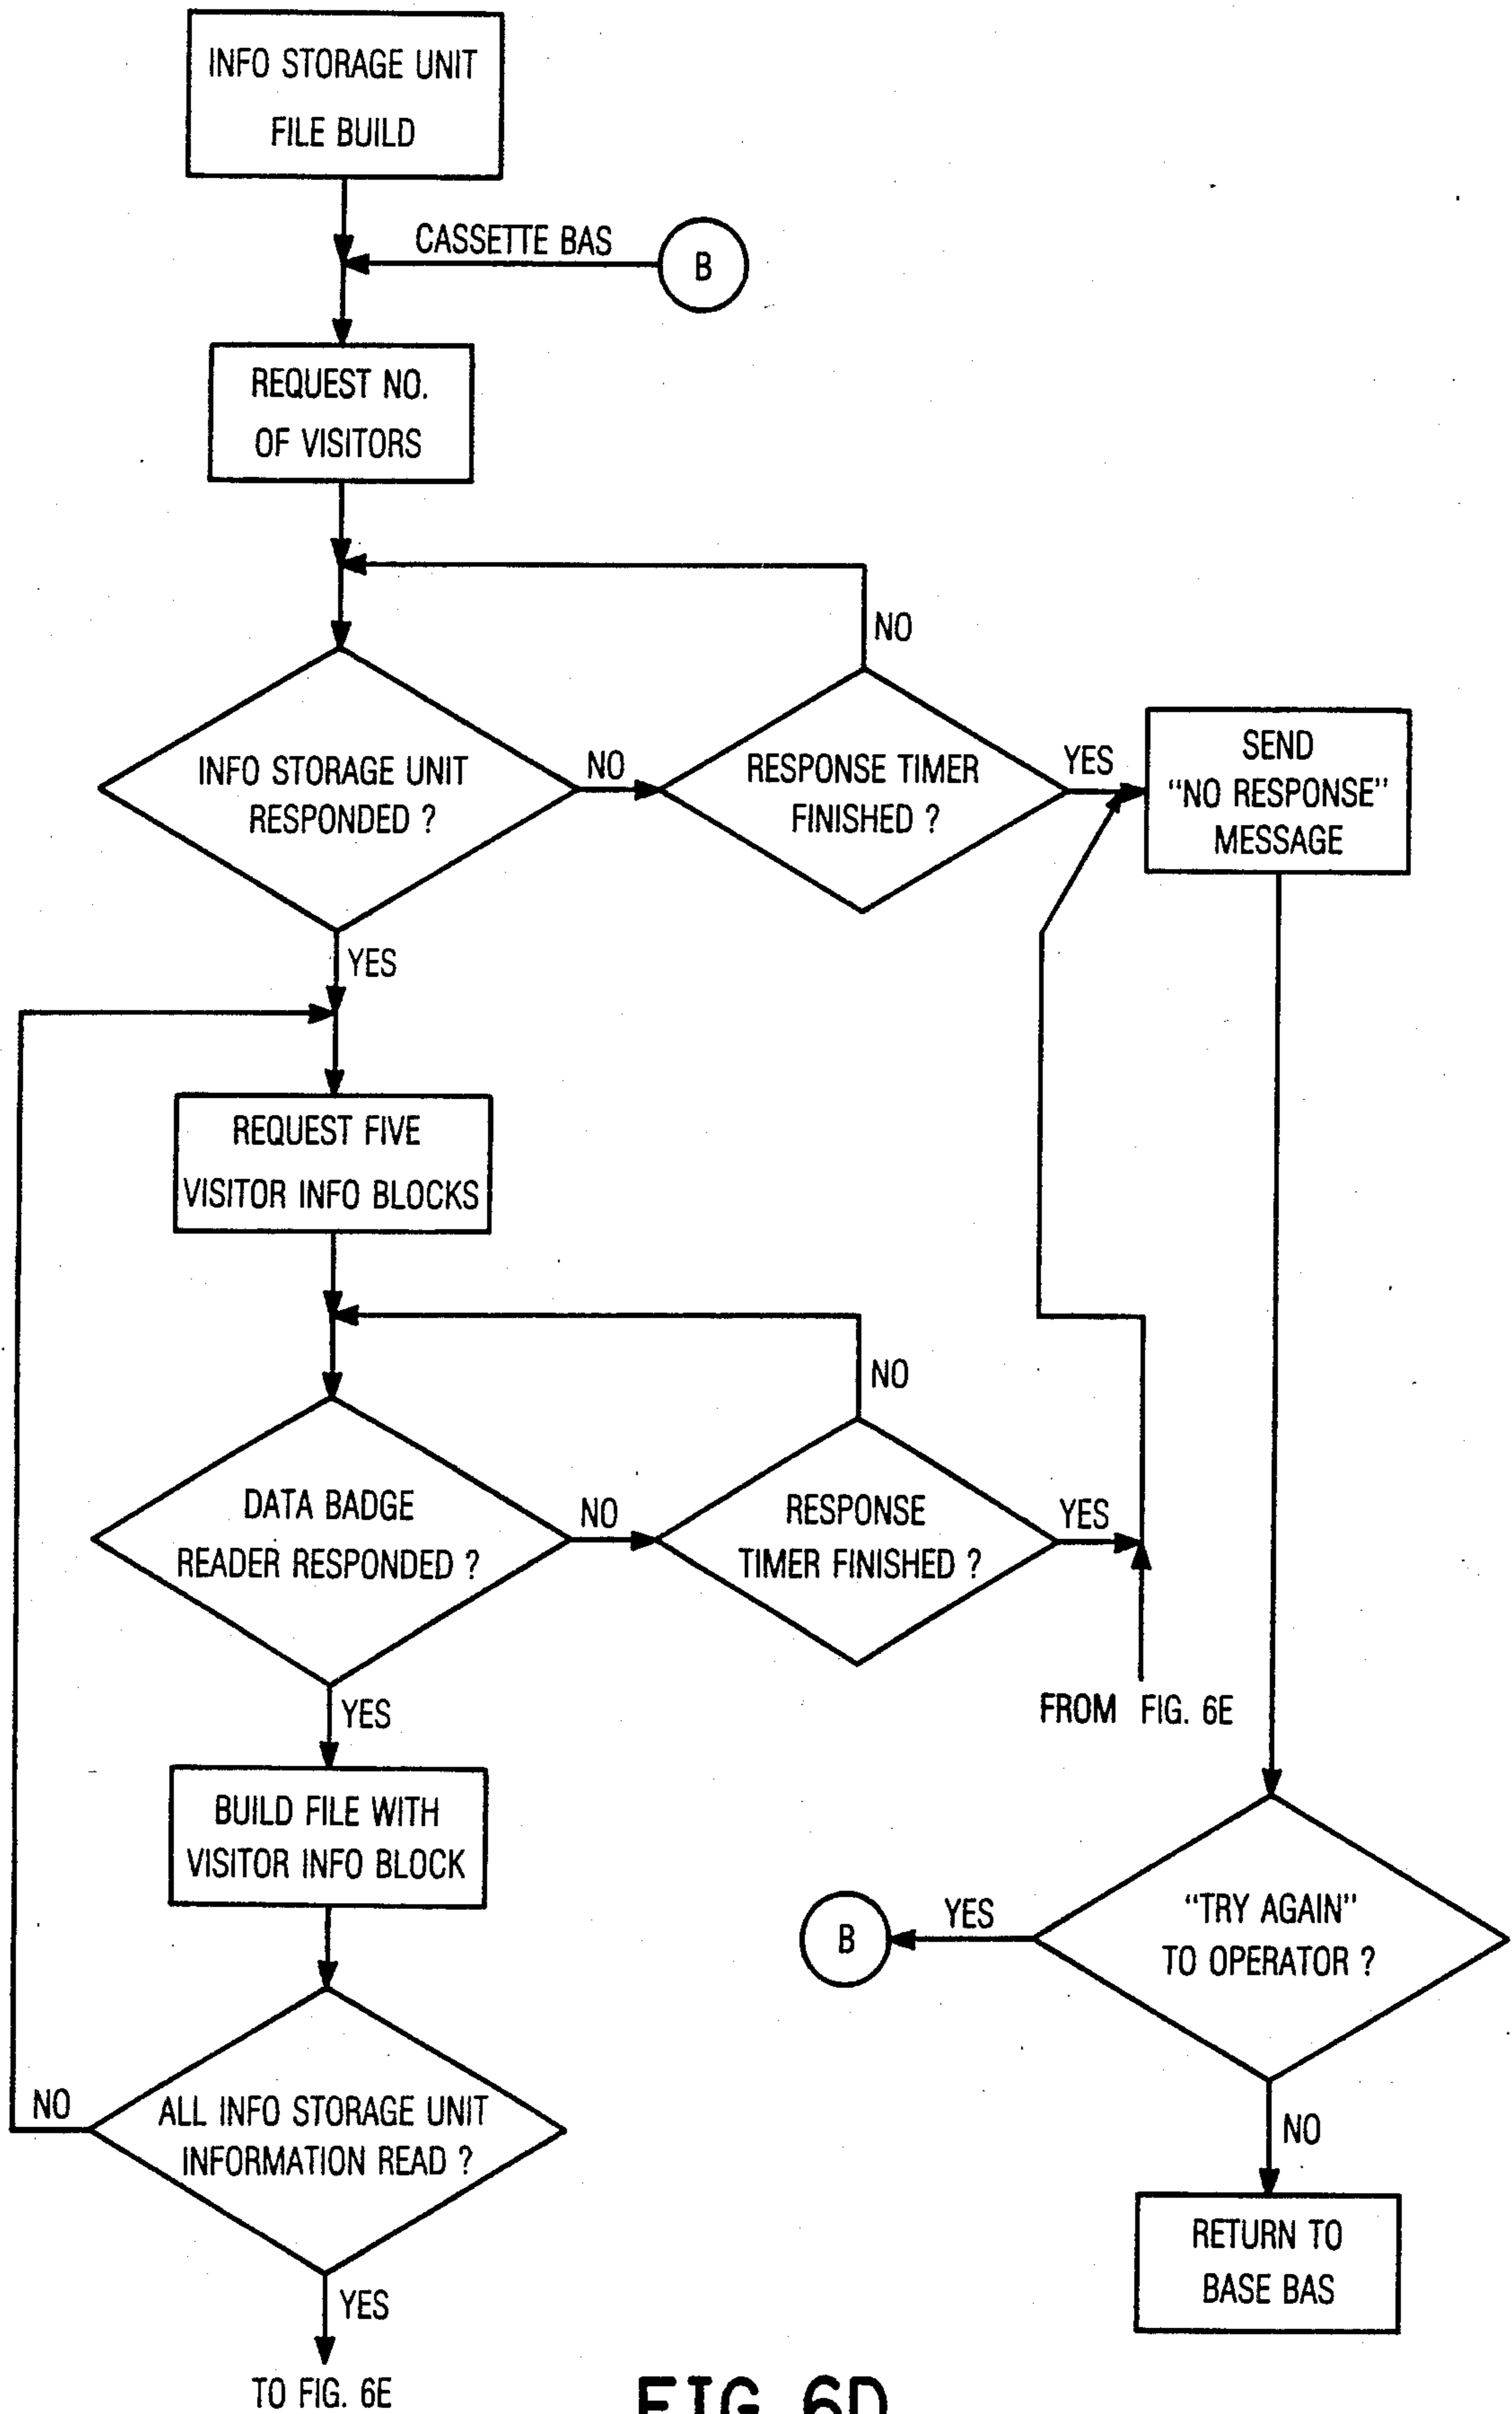 INFO STORAGE UNIT
FILE BUILD
CASSETTE BAS
B
REQUEST NO.
OF VISITORS
NO
INFO STORAGE UNIT
RESPONDED ?
NO
RESPONSE TIMER
FINISHED ?
YES
SEND
"NO RESPONSE"
MESSAGE
YES
REQUEST FIVE
VISITOR INFO BLOCKS
NO
DATA BADGE
READER RESPONDED ?
NO
RESPONSE
TIMER FINISHED ?
YES
FROM FIG. 6E
YES
BUILD FILE WITH
VISITOR INFO BLOCK
B
YES
"TRY AGAIN"
TO OPERATOR ?
NO
ALL INFO STORAGE UNIT
INFORMATION READ ?
NO
RETURN TO
BASE BAS
YES
TO FIG. 6E
FIG. 6D